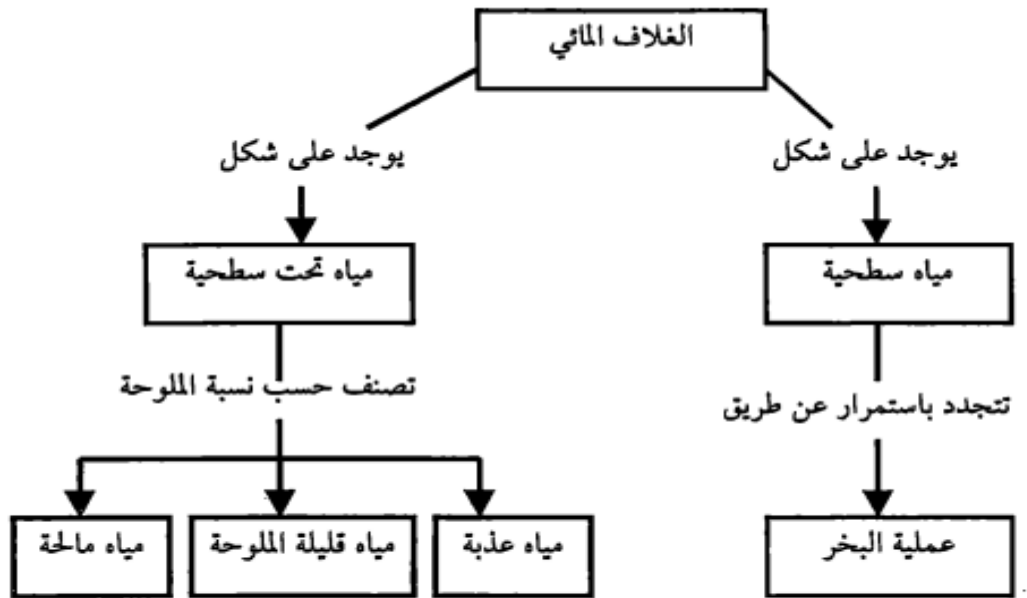 الغلاف المائي
يوجد على شكل
يوجد على شكل
مياه سطحية
مياه تحت سطحية
تتجدد باستمرار عن طريق
تصنف حسب نسبة الملوحة
عملية البخر
مياه عذبة
مياه قليلة الملوحة
مياه مالحة